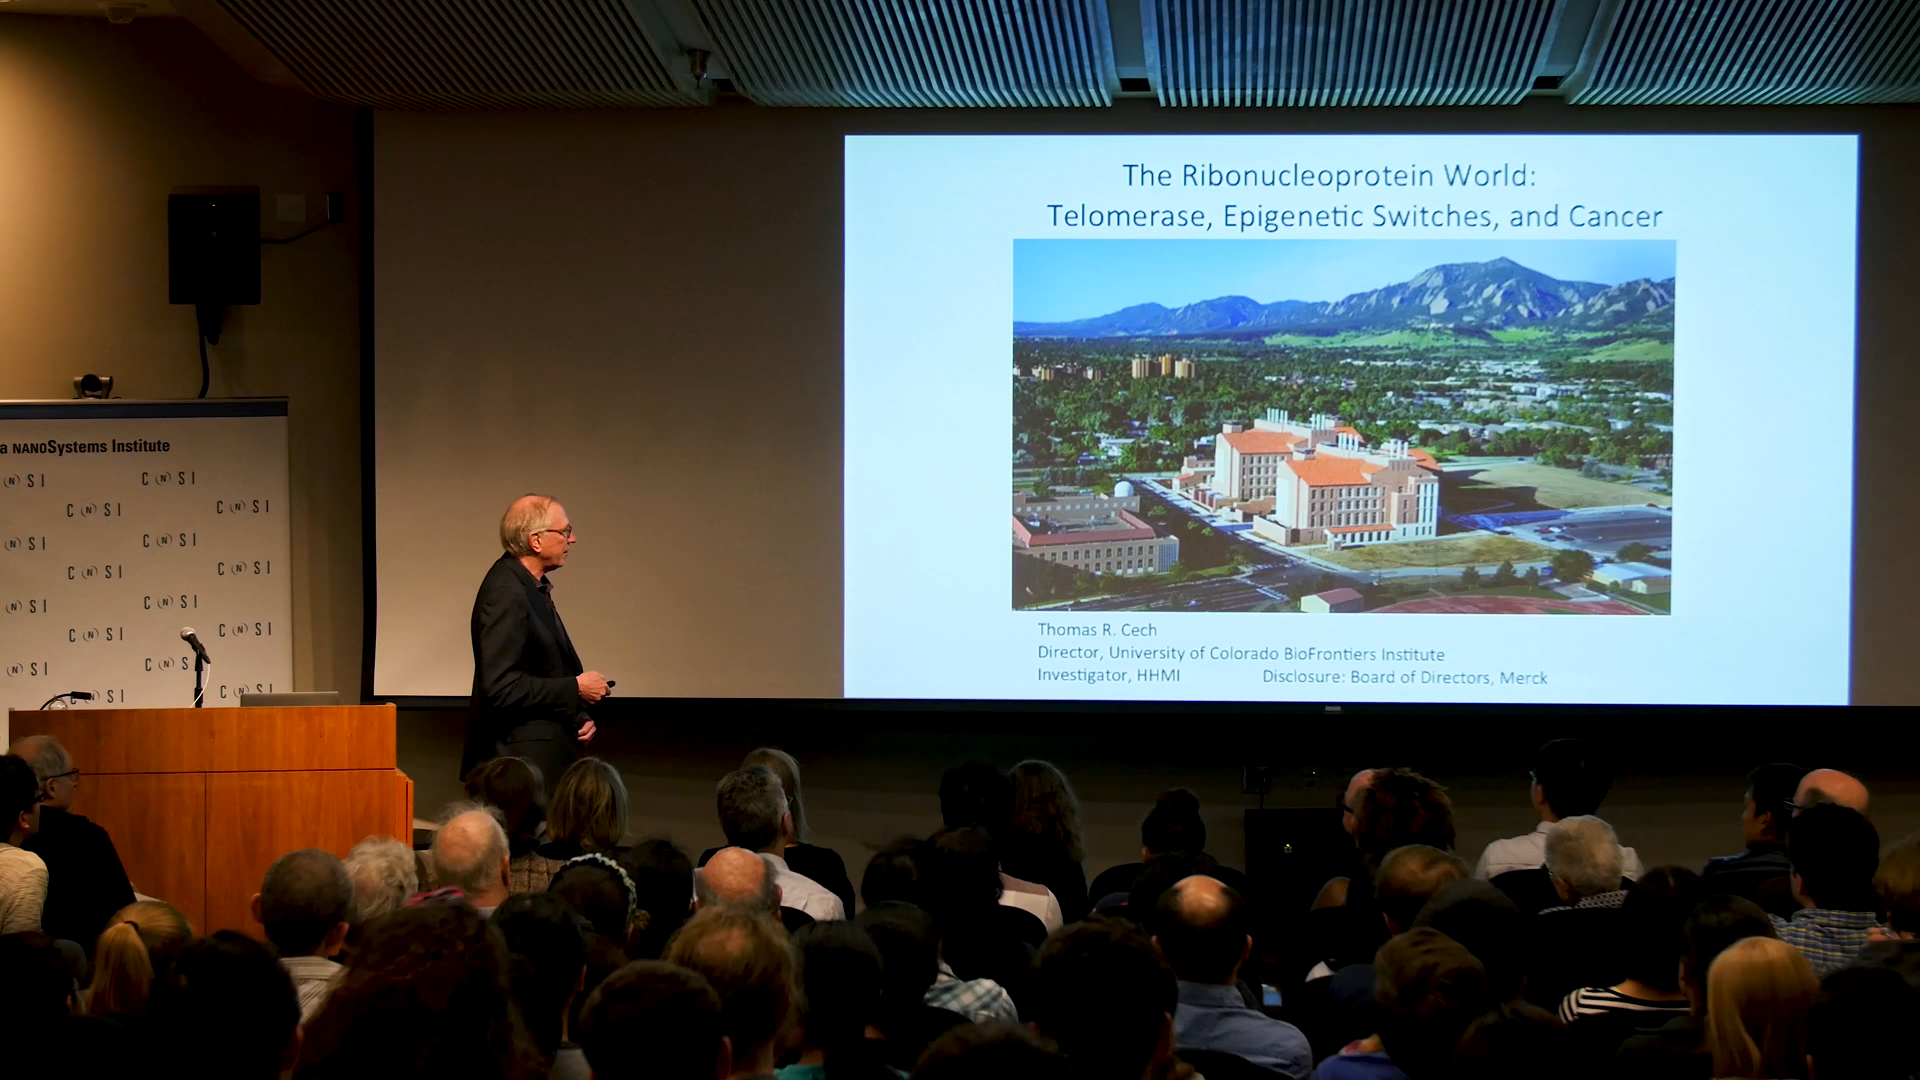 The Ribonucleoprotein World:
Telomerase, Epigenetic Switches, and Cancer
Thomas R. Cech
Director, University of Colorado BioFrontiers Institute
Investigator, HHMI Disclosure: Board of Directors, Merck
a NANOSystems Institute
(N) S I C (N) S I
C (N) S I C (N) S I
(N) S I C (N) S I
C (N) S I C (N) S I
(N) S I C (N) S I
C (N) S I C (N) S I
(N) S I C (N) S
C (N) S I C (N) S I